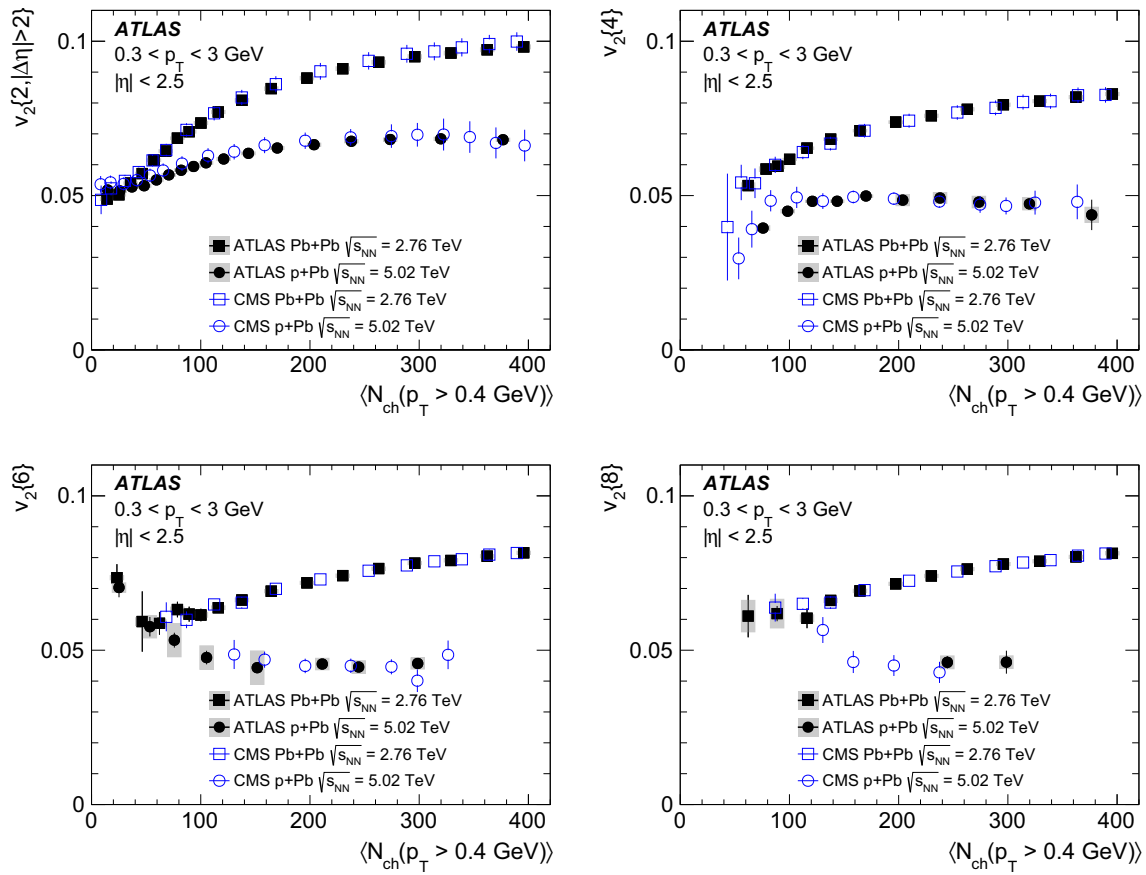 ATLAS
0.3 < p_T < 3 GeV
|η| < 2.5
v_2{2,|Δη|>2}
0.1
0.05
0
ATLAS Pb+Pb √s_NN = 2.76 TeV
ATLAS p+Pb √s_NN = 5.02 TeV
CMS Pb+Pb √s_NN = 2.76 TeV
CMS p+Pb √s_NN = 5.02 TeV
0 100 200 300 400
⟨N_ch(p_T > 0.4 GeV)⟩
ATLAS
0.3 < p_T < 3 GeV
|η| < 2.5
v_2{4}
0.1
0.05
0
ATLAS Pb+Pb √s_NN = 2.76 TeV
ATLAS p+Pb √s_NN = 5.02 TeV
CMS Pb+Pb √s_NN = 2.76 TeV
CMS p+Pb √s_NN = 5.02 TeV
0 100 200 300 400
⟨N_ch(p_T > 0.4 GeV)⟩
ATLAS
0.3 < p_T < 3 GeV
|η| < 2.5
v_2{6}
0.1
0.05
0
ATLAS Pb+Pb √s_NN = 2.76 TeV
ATLAS p+Pb √s_NN = 5.02 TeV
CMS Pb+Pb √s_NN = 2.76 TeV
CMS p+Pb √s_NN = 5.02 TeV
0 100 200 300 400
⟨N_ch(p_T > 0.4 GeV)⟩
ATLAS
0.3 < p_T < 3 GeV
|η| < 2.5
v_2{8}
0.1
0.05
0
ATLAS Pb+Pb √s_NN = 2.76 TeV
ATLAS p+Pb √s_NN = 5.02 TeV
CMS Pb+Pb √s_NN = 2.76 TeV
CMS p+Pb √s_NN = 5.02 TeV
0 100 200 300 400
⟨N_ch(p_T > 0.4 GeV)⟩